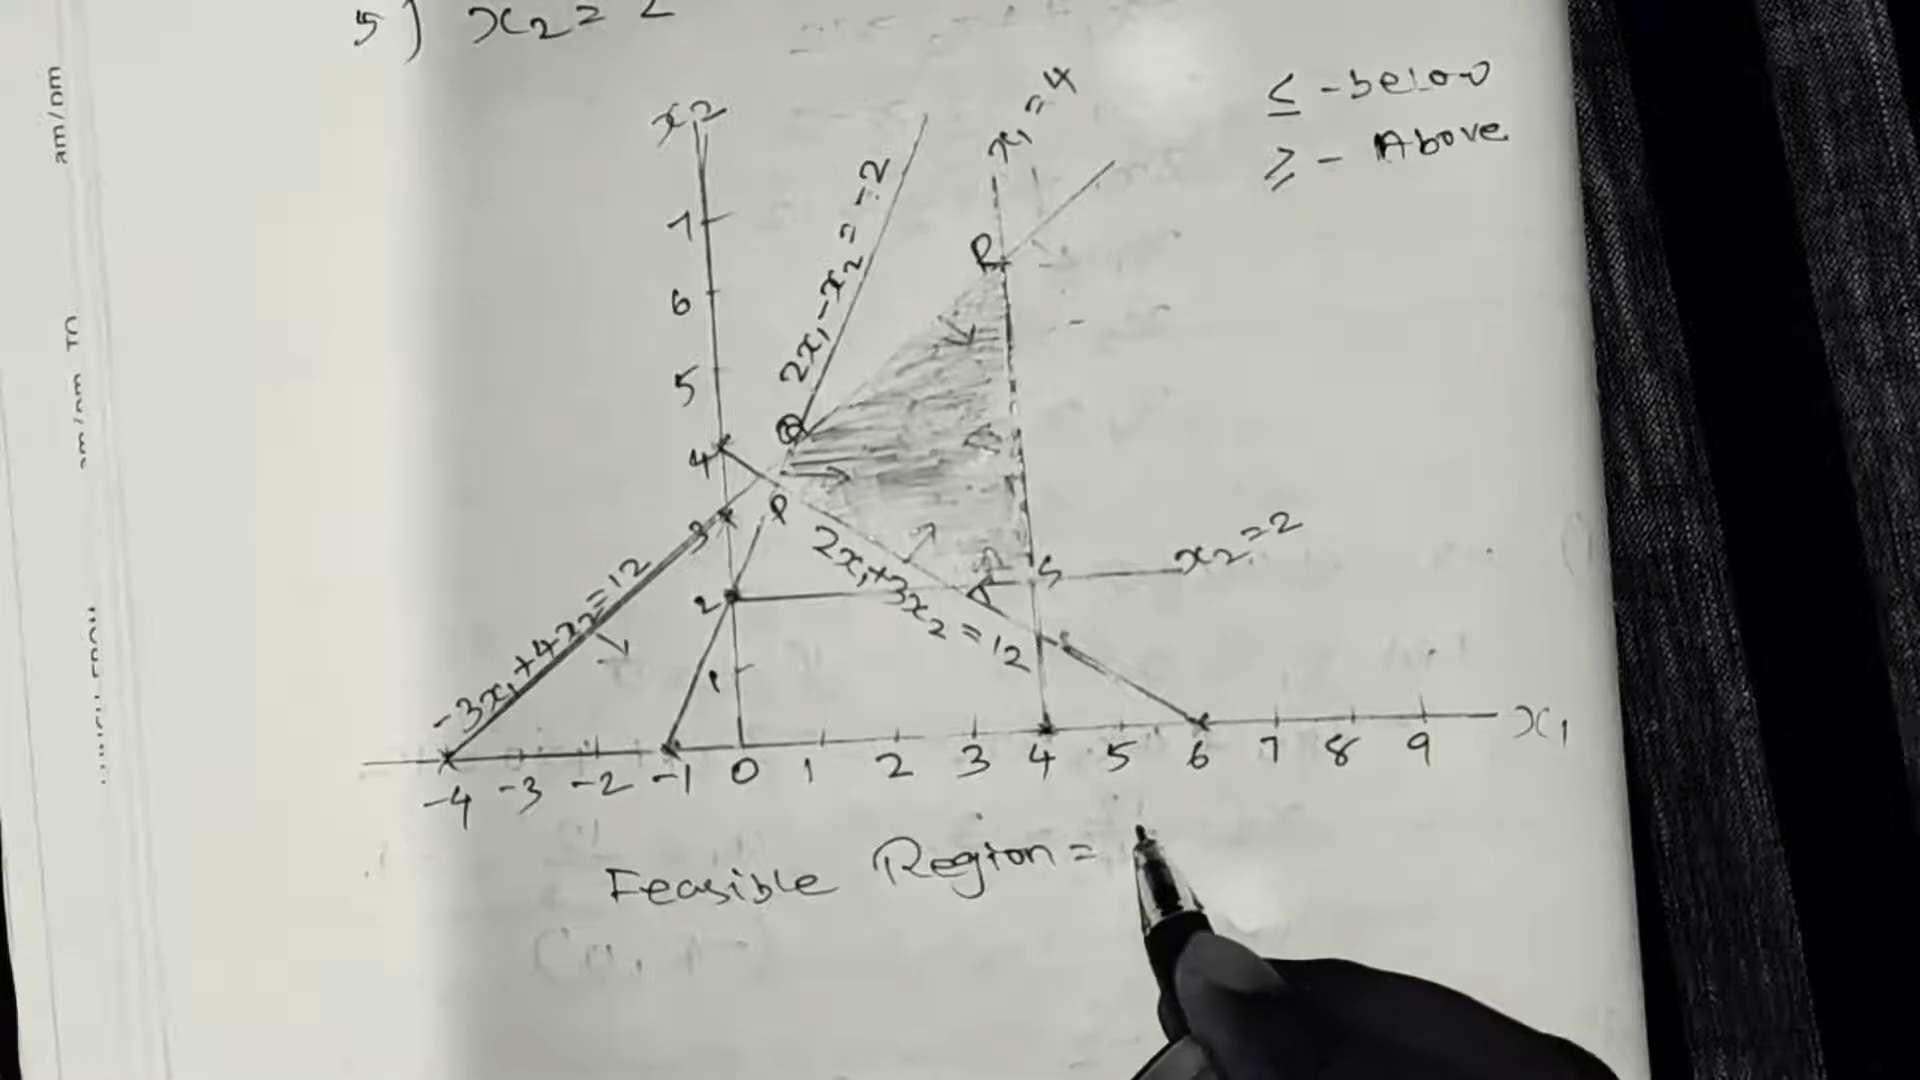 5) x₂ = 2
≤ - below
≥ - Above
x2
x₁ = 4
2x₁ - x₂ = -2
7
R
6
5
Q
4
P
3
-3x₁+4x2=12
2x₁+3x₂ = 12
x₂=2
S
T
2
1
-4 -3 -2 -1 0 1 2 3 4 5 6 7 8 9 x₁
Feasible Region =